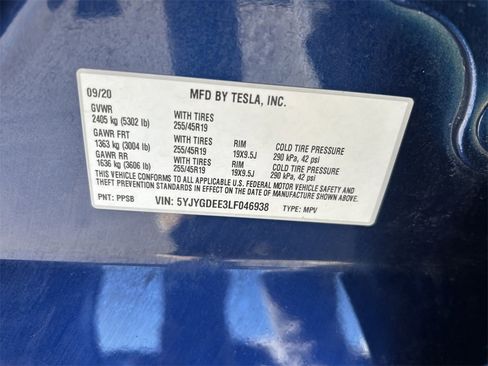 09/20 MFD BY TESLA, INC.
GVWR
2405 kg (5302 lb) WITH TIRES 255/45R19
GAWR FRT
1363 kg (3004 lb) WITH TIRES 255/45R19 RIM 19X9.5J COLD TIRE PRESSURE 290 kPa, 42 psi
GAWR RR
1636 kg (3606 lb) WITH TIRES 255/45R19 RIM 19X9.5J COLD TIRE PRESSURE 290 kPa, 42 psi
THIS VEHICLE CONFORMS TO ALL APPLICABLE U.S. FEDERAL MOTOR VEHICLE SAFETY AND
THEFT PREVENTION STANDARDS IN EFFECT ON THE DATE OF MANUFACTURE SHOWN ABOVE.
PNT: PPSB VIN: 5YJYGDEE3LF046938 TYPE: MPV